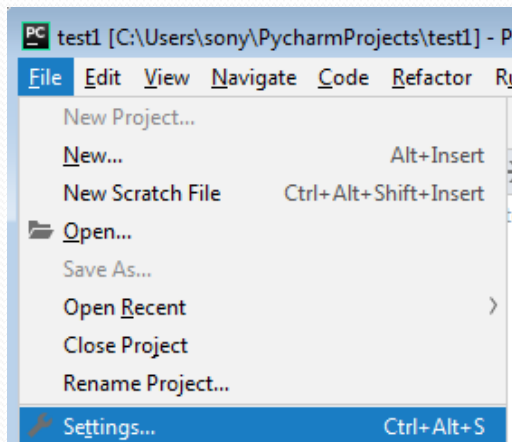 PC test1 [C:\Users\sony\PycharmProjects\test1] - P
File Edit View Navigate Code Refactor Ru
New Project...
New... Alt+Insert
New Scratch File Ctrl+Alt+Shift+Insert
Open...
Save As...
Open Recent
Close Project
Rename Project...
Settings... Ctrl+Alt+S